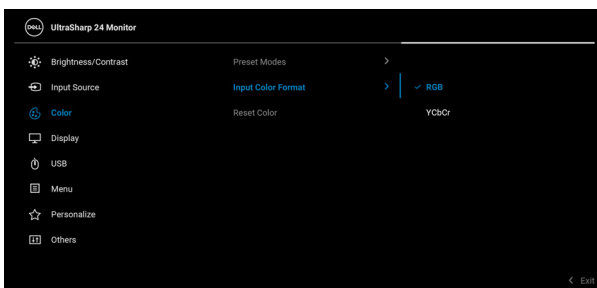 DELL UltraSharp 24 Monitor
Brightness/Contrast Preset Modes >
Input Source Input Color Format > ✓ RGB
Color Reset Color YCbCr
Display
USB
Menu
Personalize
Others
< Exit